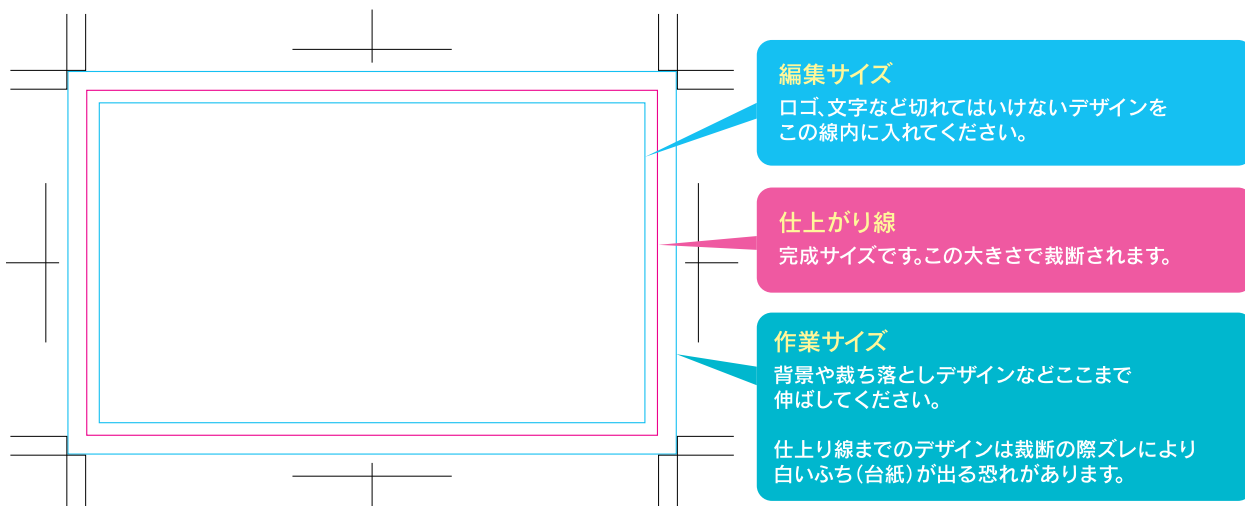 編集サイズ
ロゴ、文字など切れてはいけないデザインを
この線内に入れてください。
仕上がり線
完成サイズです。この大きさで裁断されます。
作業サイズ
背景や裁ち落としデザインなどここまで
伸ばしてください。
仕上り線までのデザインは裁断の際ズレにより
白いふち(台紙)が出る恐れがあります。